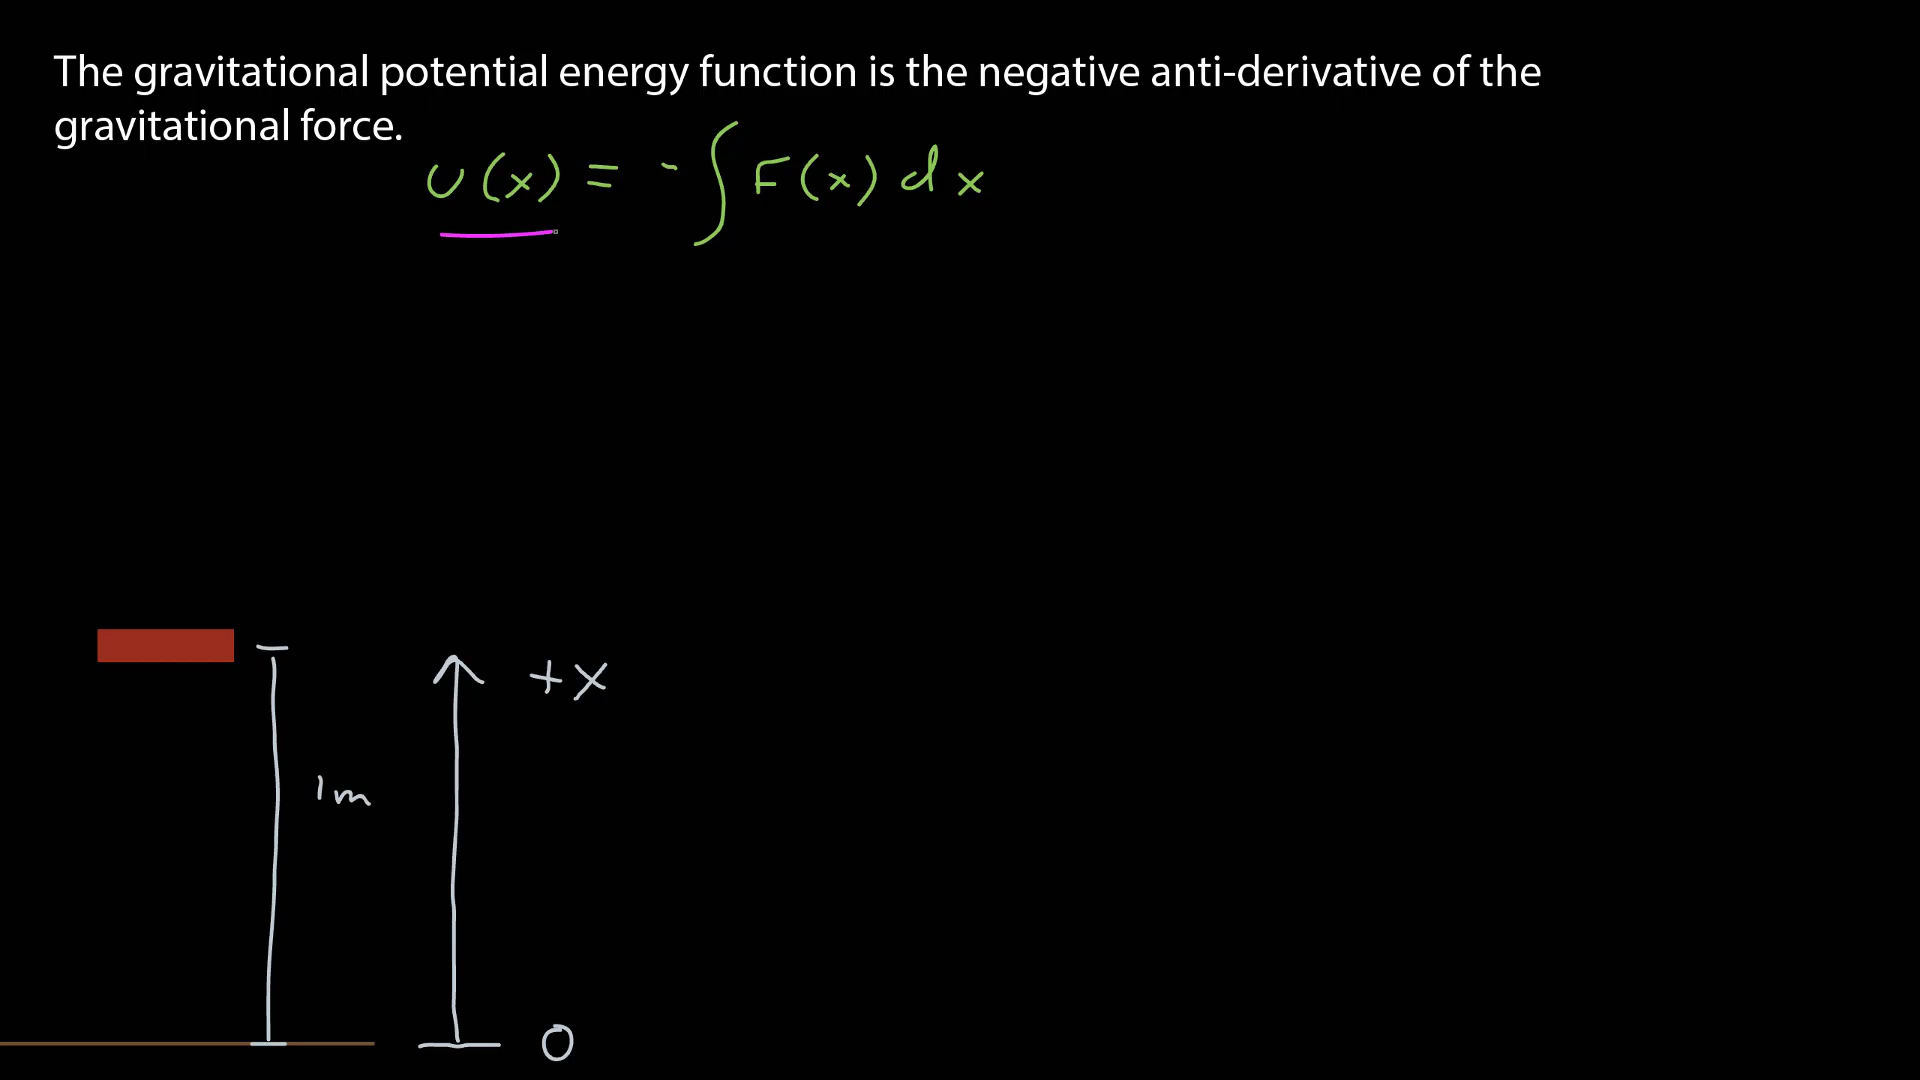 The gravitational potential energy function is the negative anti-derivative of the
gravitational force.
U(x) = -∫F(x)dx
+x
1m
0